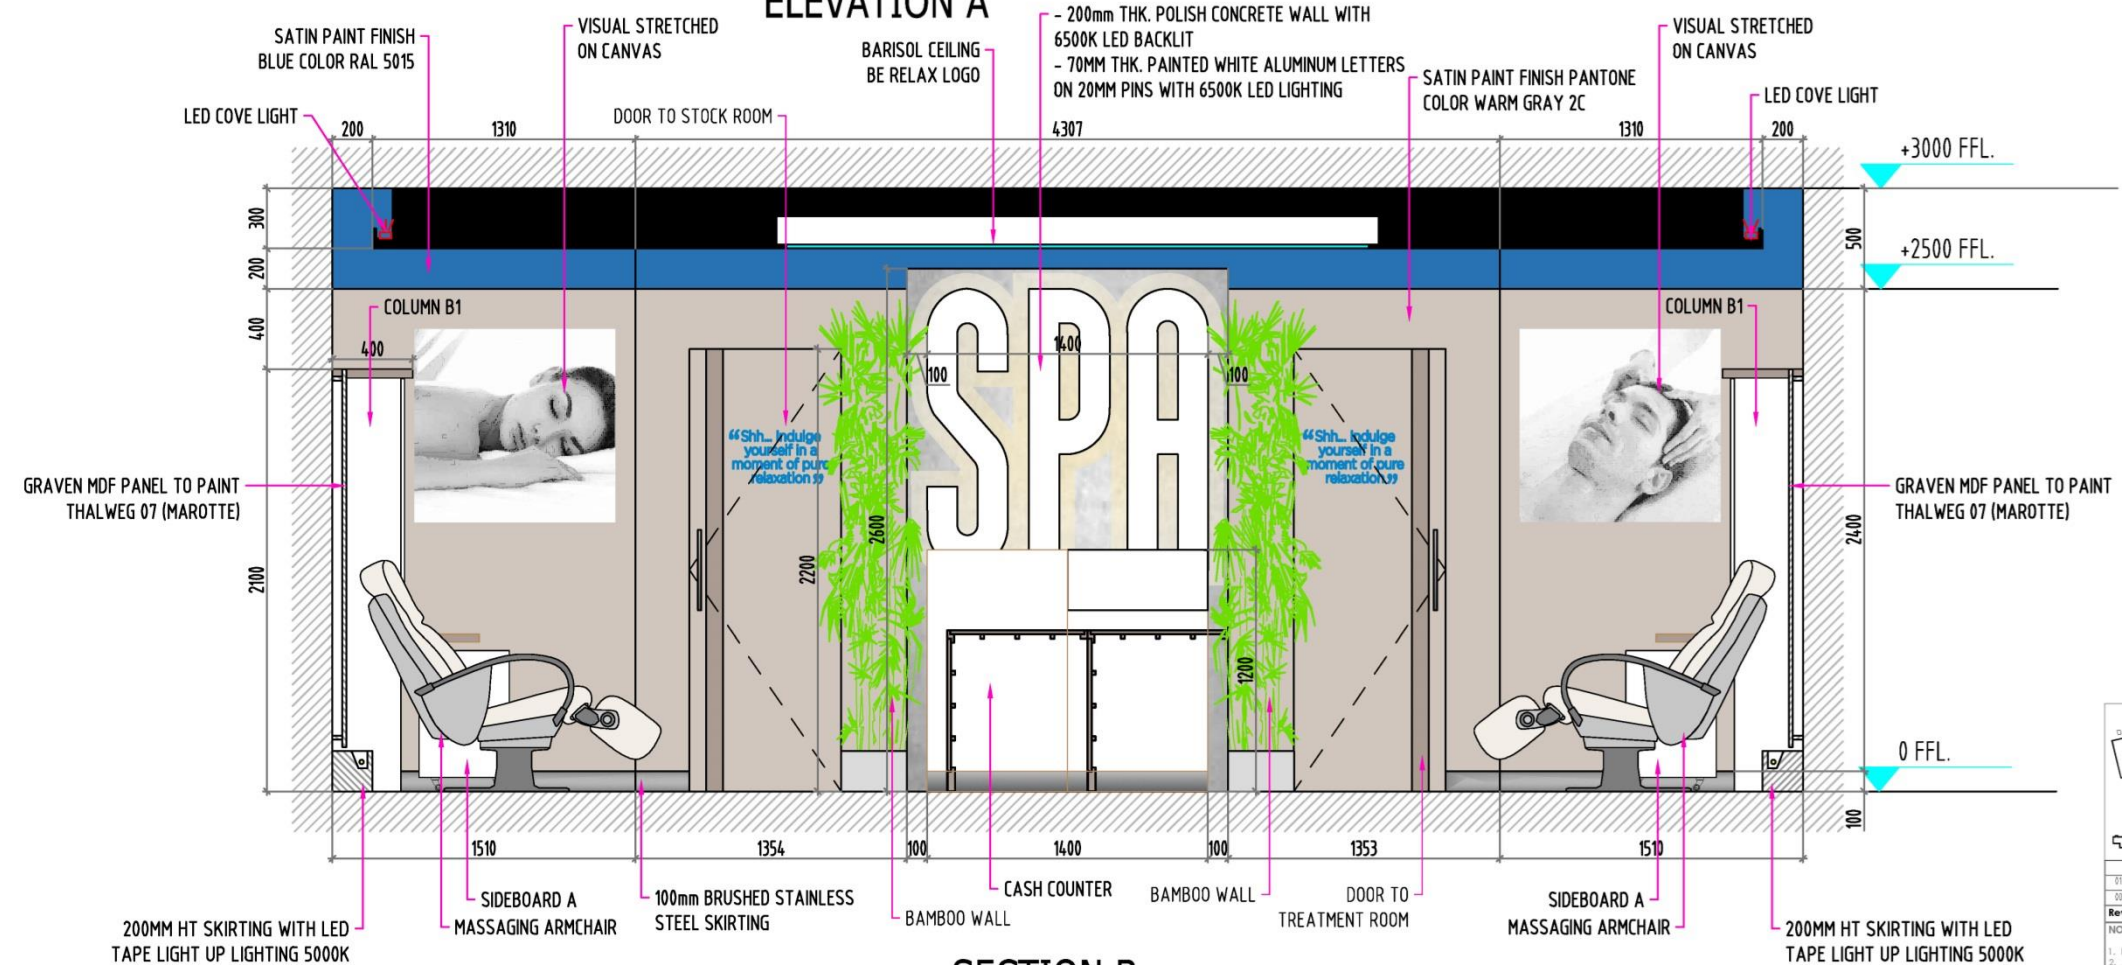 ELEVATION A
SATIN PAINT FINISH
BLUE COLOR RAL 5015
VISUAL STRETCHED
ON CANVAS
BARISOL CEILING
BE RELAX LOGO
- 200mm THK. POLISH CONCRETE WALL WITH
6500K LED BACKLIT
- 70MM THK. PAINTED WHITE ALUMINUM LETTERS
ON 20MM PINS WITH 6500K LED LIGHTING
SATIN PAINT FINISH PANTONE
COLOR WARM GRAY 2C
VISUAL STRETCHED
ON CANVAS
LED COVE LIGHT
DOOR TO STOCK ROOM
LED COVE LIGHT
200
1310
4307
1310
200
+3000 FFL.
300
500
+2500 FFL.
200
COLUMN B1
COLUMN B1
400
400
SPA
1400
100
100
“Shh... Indulge
yourself in a
moment of pure
relaxation”
“Shh... Indulge
yourself in a
moment of pure
relaxation”
GRAVEN MDF PANEL TO PAINT
THALWEG 07 (MAROTTE)
GRAVEN MDF PANEL TO PAINT
THALWEG 07 (MAROTTE)
2600
2400
2100
2200
1200
0 FFL.
100
1510
1354
100
1400
100
1353
1510
CASH COUNTER
SIDEBOARD A
MASSAGING ARMCHAIR
100mm BRUSHED STAINLESS
STEEL SKIRTING
BAMBOO WALL
BAMBOO WALL
DOOR TO
TREATMENT ROOM
SIDEBOARD A
MASSAGING ARMCHAIR
200MM HT SKIRTING WITH LED
TAPE LIGHT UP LIGHTING 5000K
200MM HT SKIRTING WITH LED
TAPE LIGHT UP LIGHTING 5000K